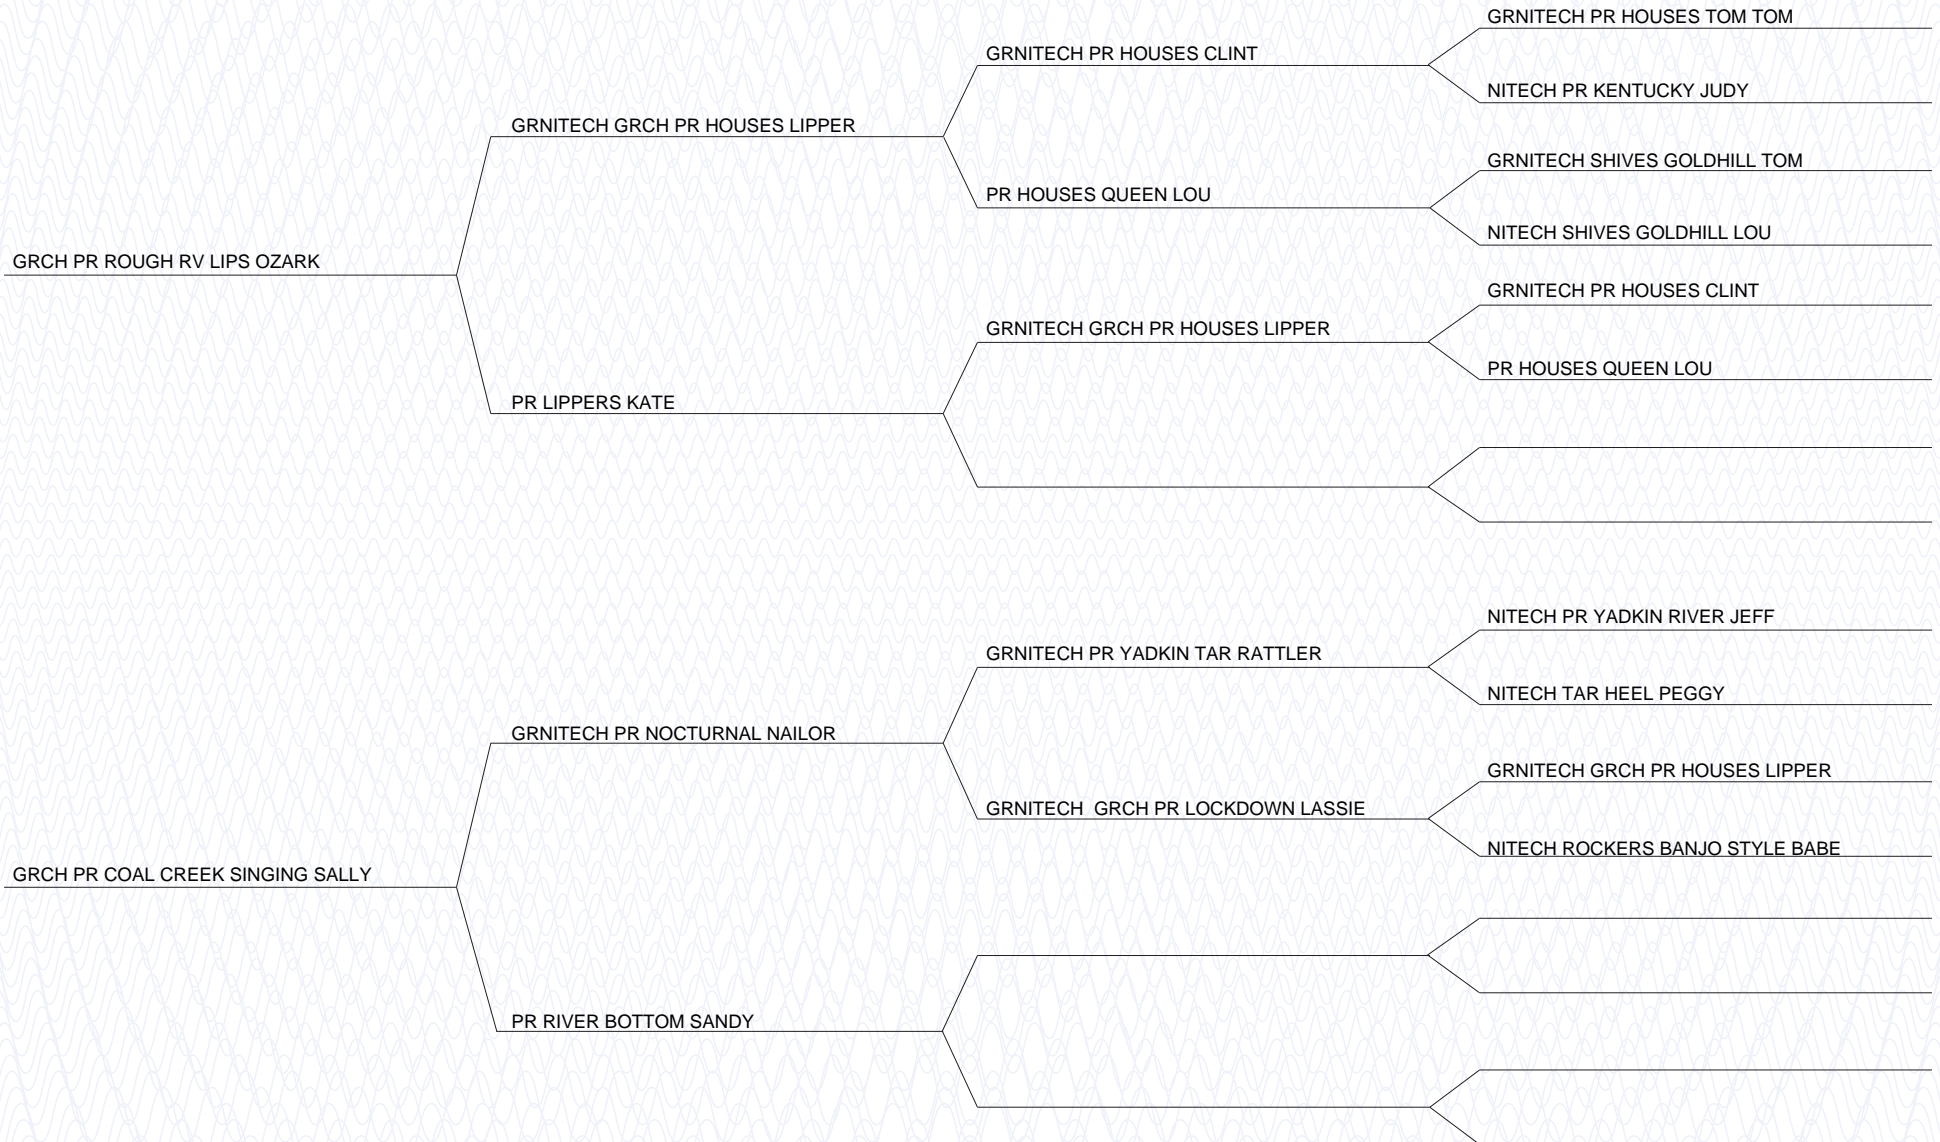 GRNITECH PR HOUSES TOM TOM
GRNITECH PR HOUSES CLINT
NITECH PR KENTUCKY JUDY
GRNITECH GRCH PR HOUSES LIPPER
GRNITECH SHIVES GOLDHILL TOM
PR HOUSES QUEEN LOU
NITECH SHIVES GOLDHILL LOU
GRCH PR ROUGH RV LIPS OZARK
GRNITECH PR HOUSES CLINT
GRNITECH GRCH PR HOUSES LIPPER
PR HOUSES QUEEN LOU
PR LIPPERS KATE
NITECH PR YADKIN RIVER JEFF
GRNITECH PR YADKIN TAR RATTLER
NITECH TAR HEEL PEGGY
GRNITECH PR NOCTURNAL NAILOR
GRNITECH GRCH PR HOUSES LIPPER
GRNITECH  GRCH PR LOCKDOWN LASSIE
NITECH ROCKERS BANJO STYLE BABE
GRCH PR COAL CREEK SINGING SALLY
PR RIVER BOTTOM SANDY